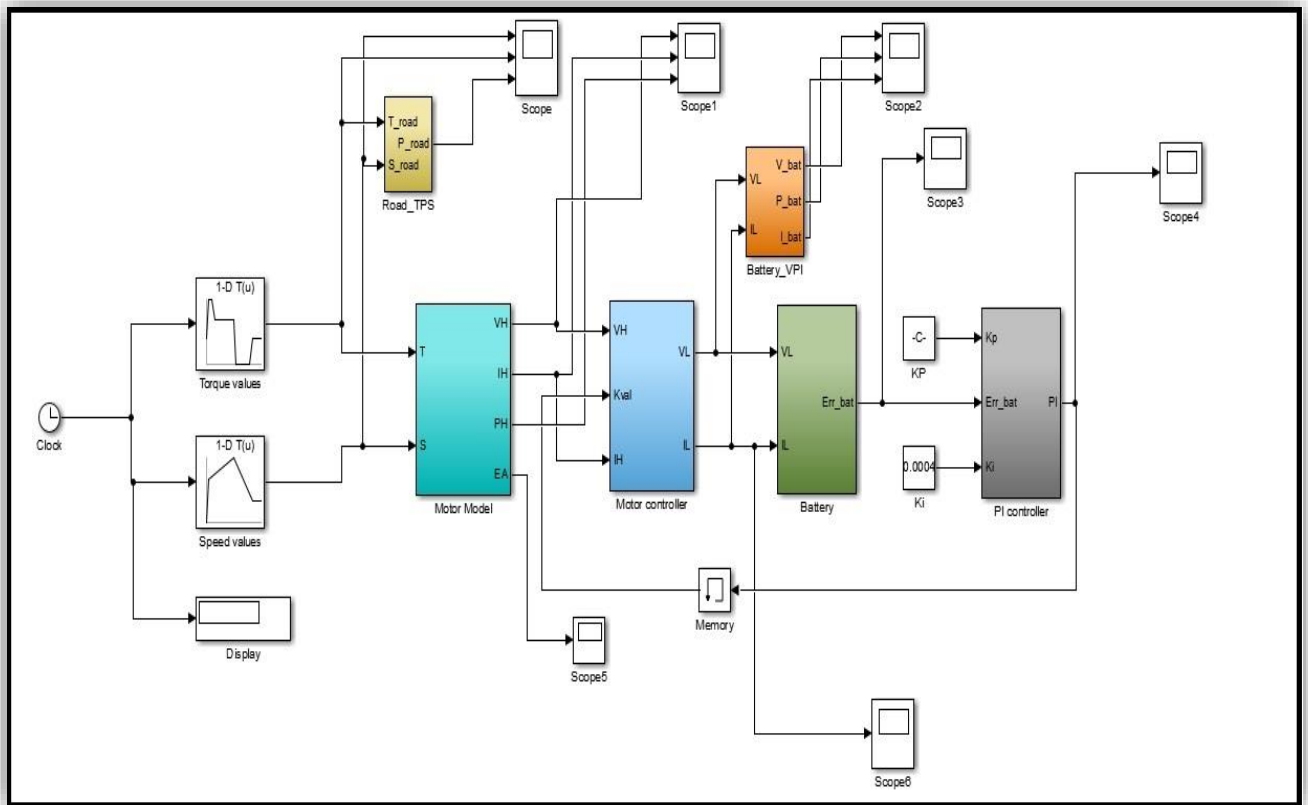 Scope
Scope1
Scope2
T_road
P_road
S_road
Road_TPS
V_bat
VL
P_bat
IL
I_bat
Battery_VPI
Scope3
Scope4
1-D T(u)
Torque values
VH
T
IH
PH
S
EA
Motor Model
VH
VL
Kval
IL
IH
Motor controller
VL
Err_bat
IL
Battery
-C-
KP
0.0004
Ki
Kp
Err_bat
PI
Ki
PI controller
Clock
1-D T(u)
Speed values
Memory
Display
Scope5
Scope6